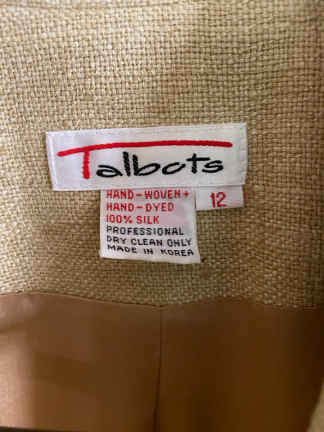 Talbots
HAND-WOVEN +
HAND-DYED
100% SILK
PROFESSIONAL
DRY CLEAN ONLY
MADE IN KOREA
12